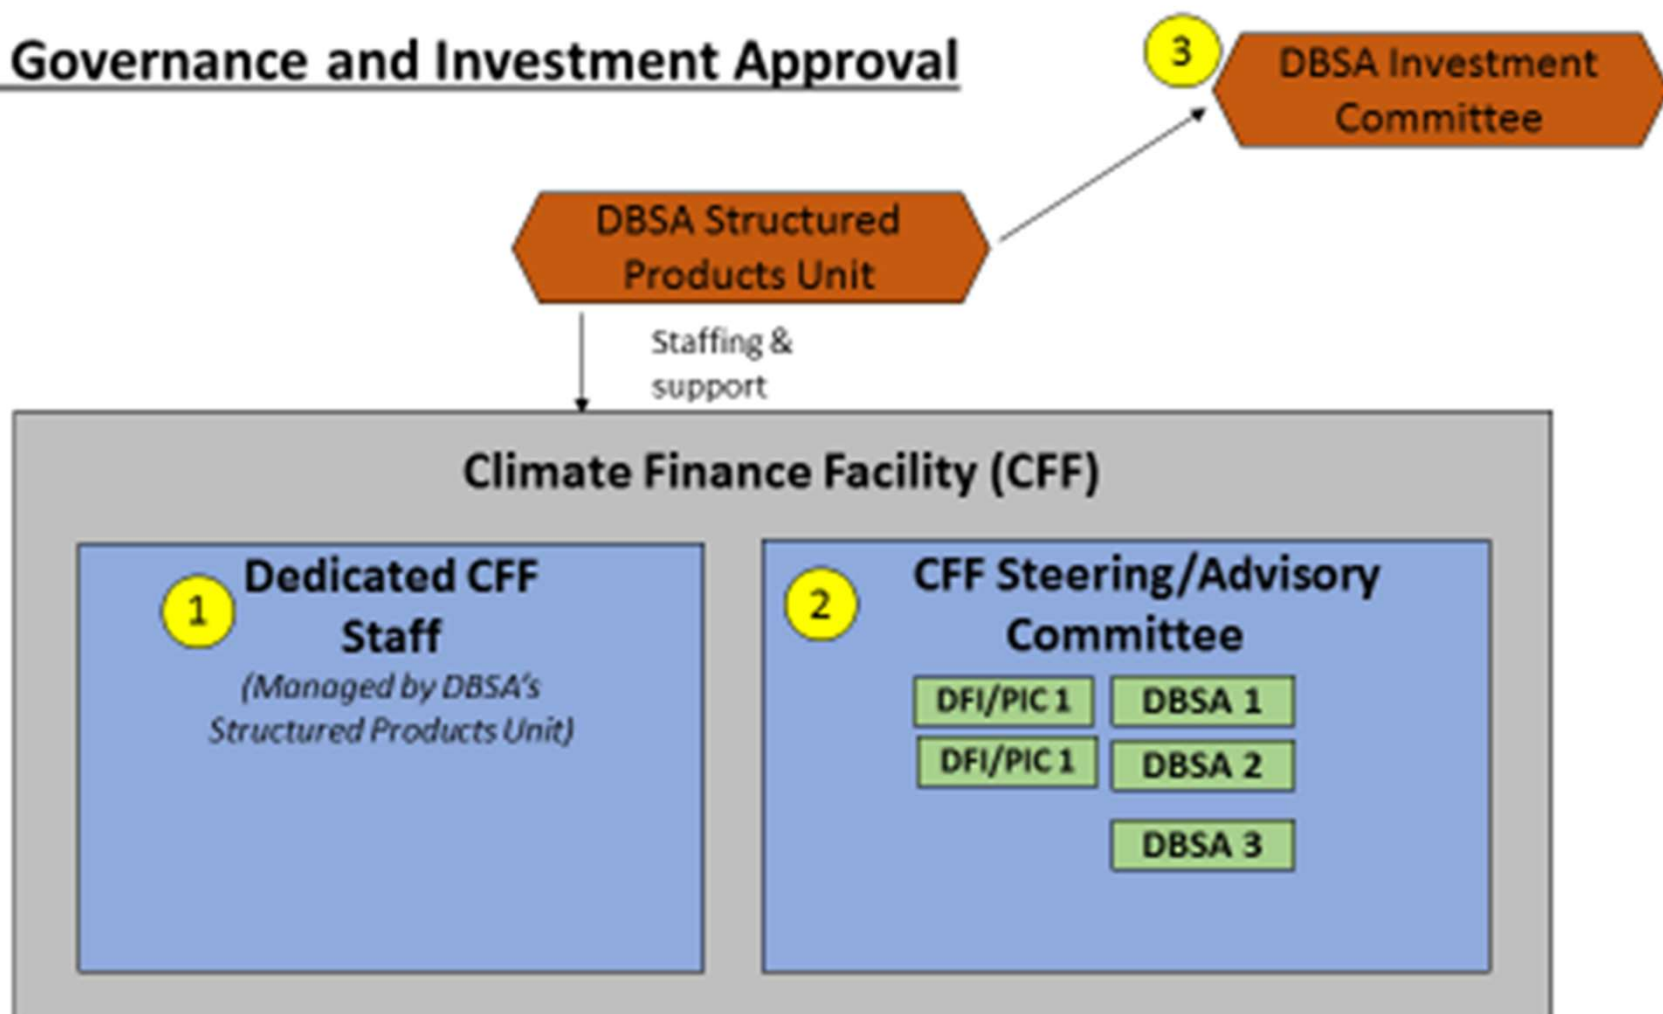 Governance and Investment Approval
3
DBSA Investment
Committee
DBSA Structured
Products Unit
Staffing &
support
Climate Finance Facility (CFF)
1
Dedicated CFF
Staff
(Managed by DBSA's
Structured Products Unit)
2
CFF Steering/Advisory
Committee
DFI/PIC 1
DBSA 1
DFI/PIC 1
DBSA 2
DBSA 3